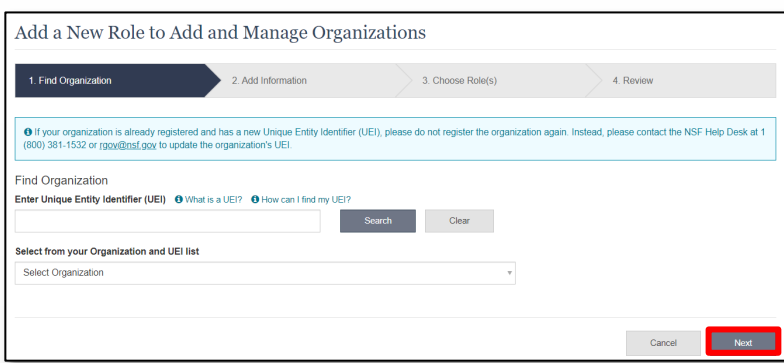 Add a New Role to Add and Manage Organizations
1. Find Organization 2. Add Information 3. Choose Role(s) 4. Review
If your organization is already registered and has a new Unique Entity Identifier (UEI), please do not register the organization again. Instead, please contact the NSF Help Desk at 1
(800) 381-1532 or rgov@nsf.gov to update the organization's UEI.
Find Organization
Enter Unique Entity Identifier (UEI) What is a UEI? How can I find my UEI?
Search Clear
Select from your Organization and UEI list
Select Organization
Cancel Next